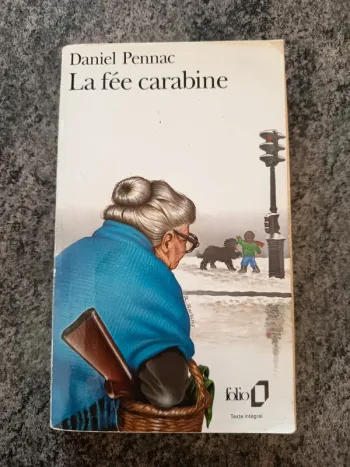 Daniel Pennac
La fée carabine
folio
Texte intégral